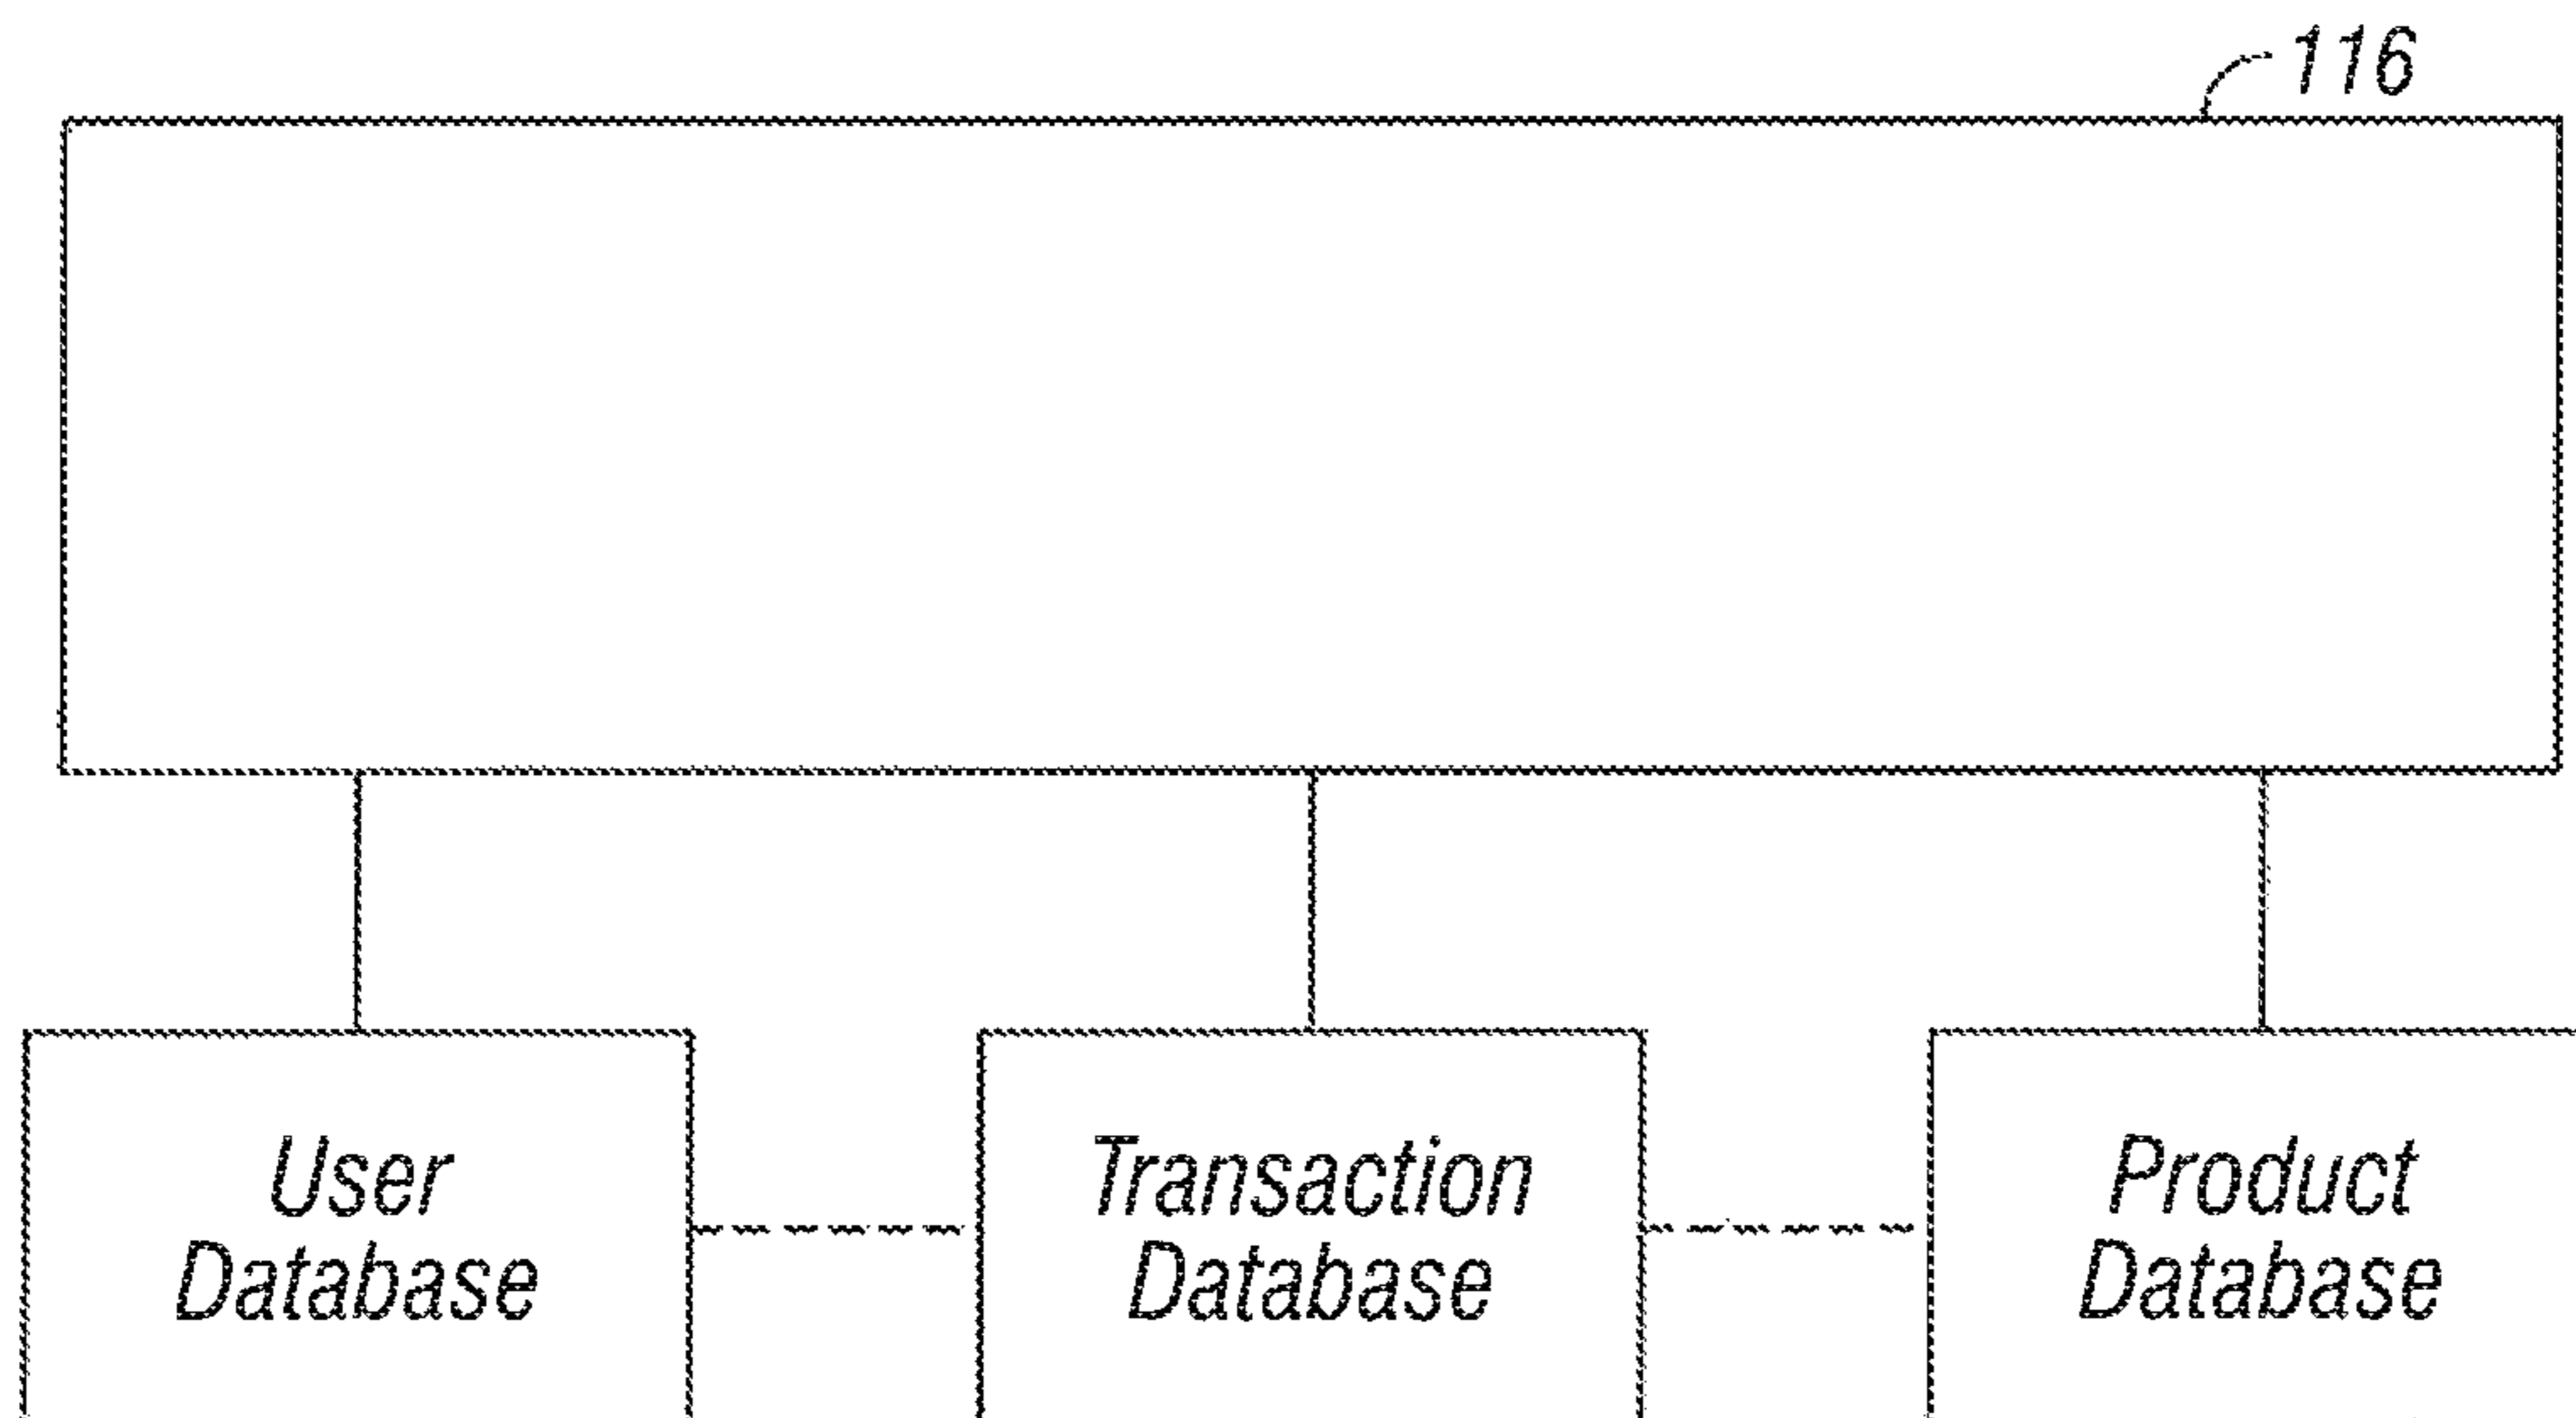 116
User
Database
Transaction
Database
Product
Database